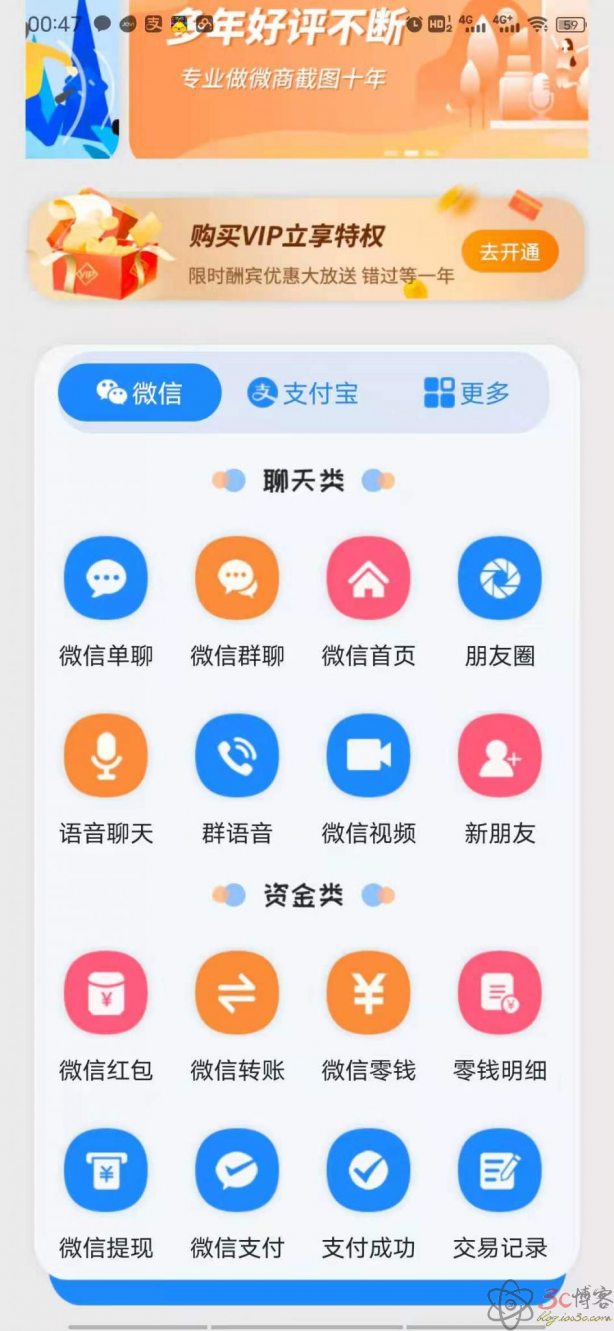 00:47
多年好评不断
专业做微商截图十年
购买VIP立享特权
限时酬宾优惠大放送 错过等一年
去开通
VIP
微信 支付宝 更多
聊天类
微信单聊 微信群聊 微信首页 朋友圈
语音聊天 群语音 微信视频 新朋友
资金类
微信红包 微信转账 微信零钱 零钱明细
微信提现 微信支付 支付成功 交易记录
3c博客
blog.ios3c.com